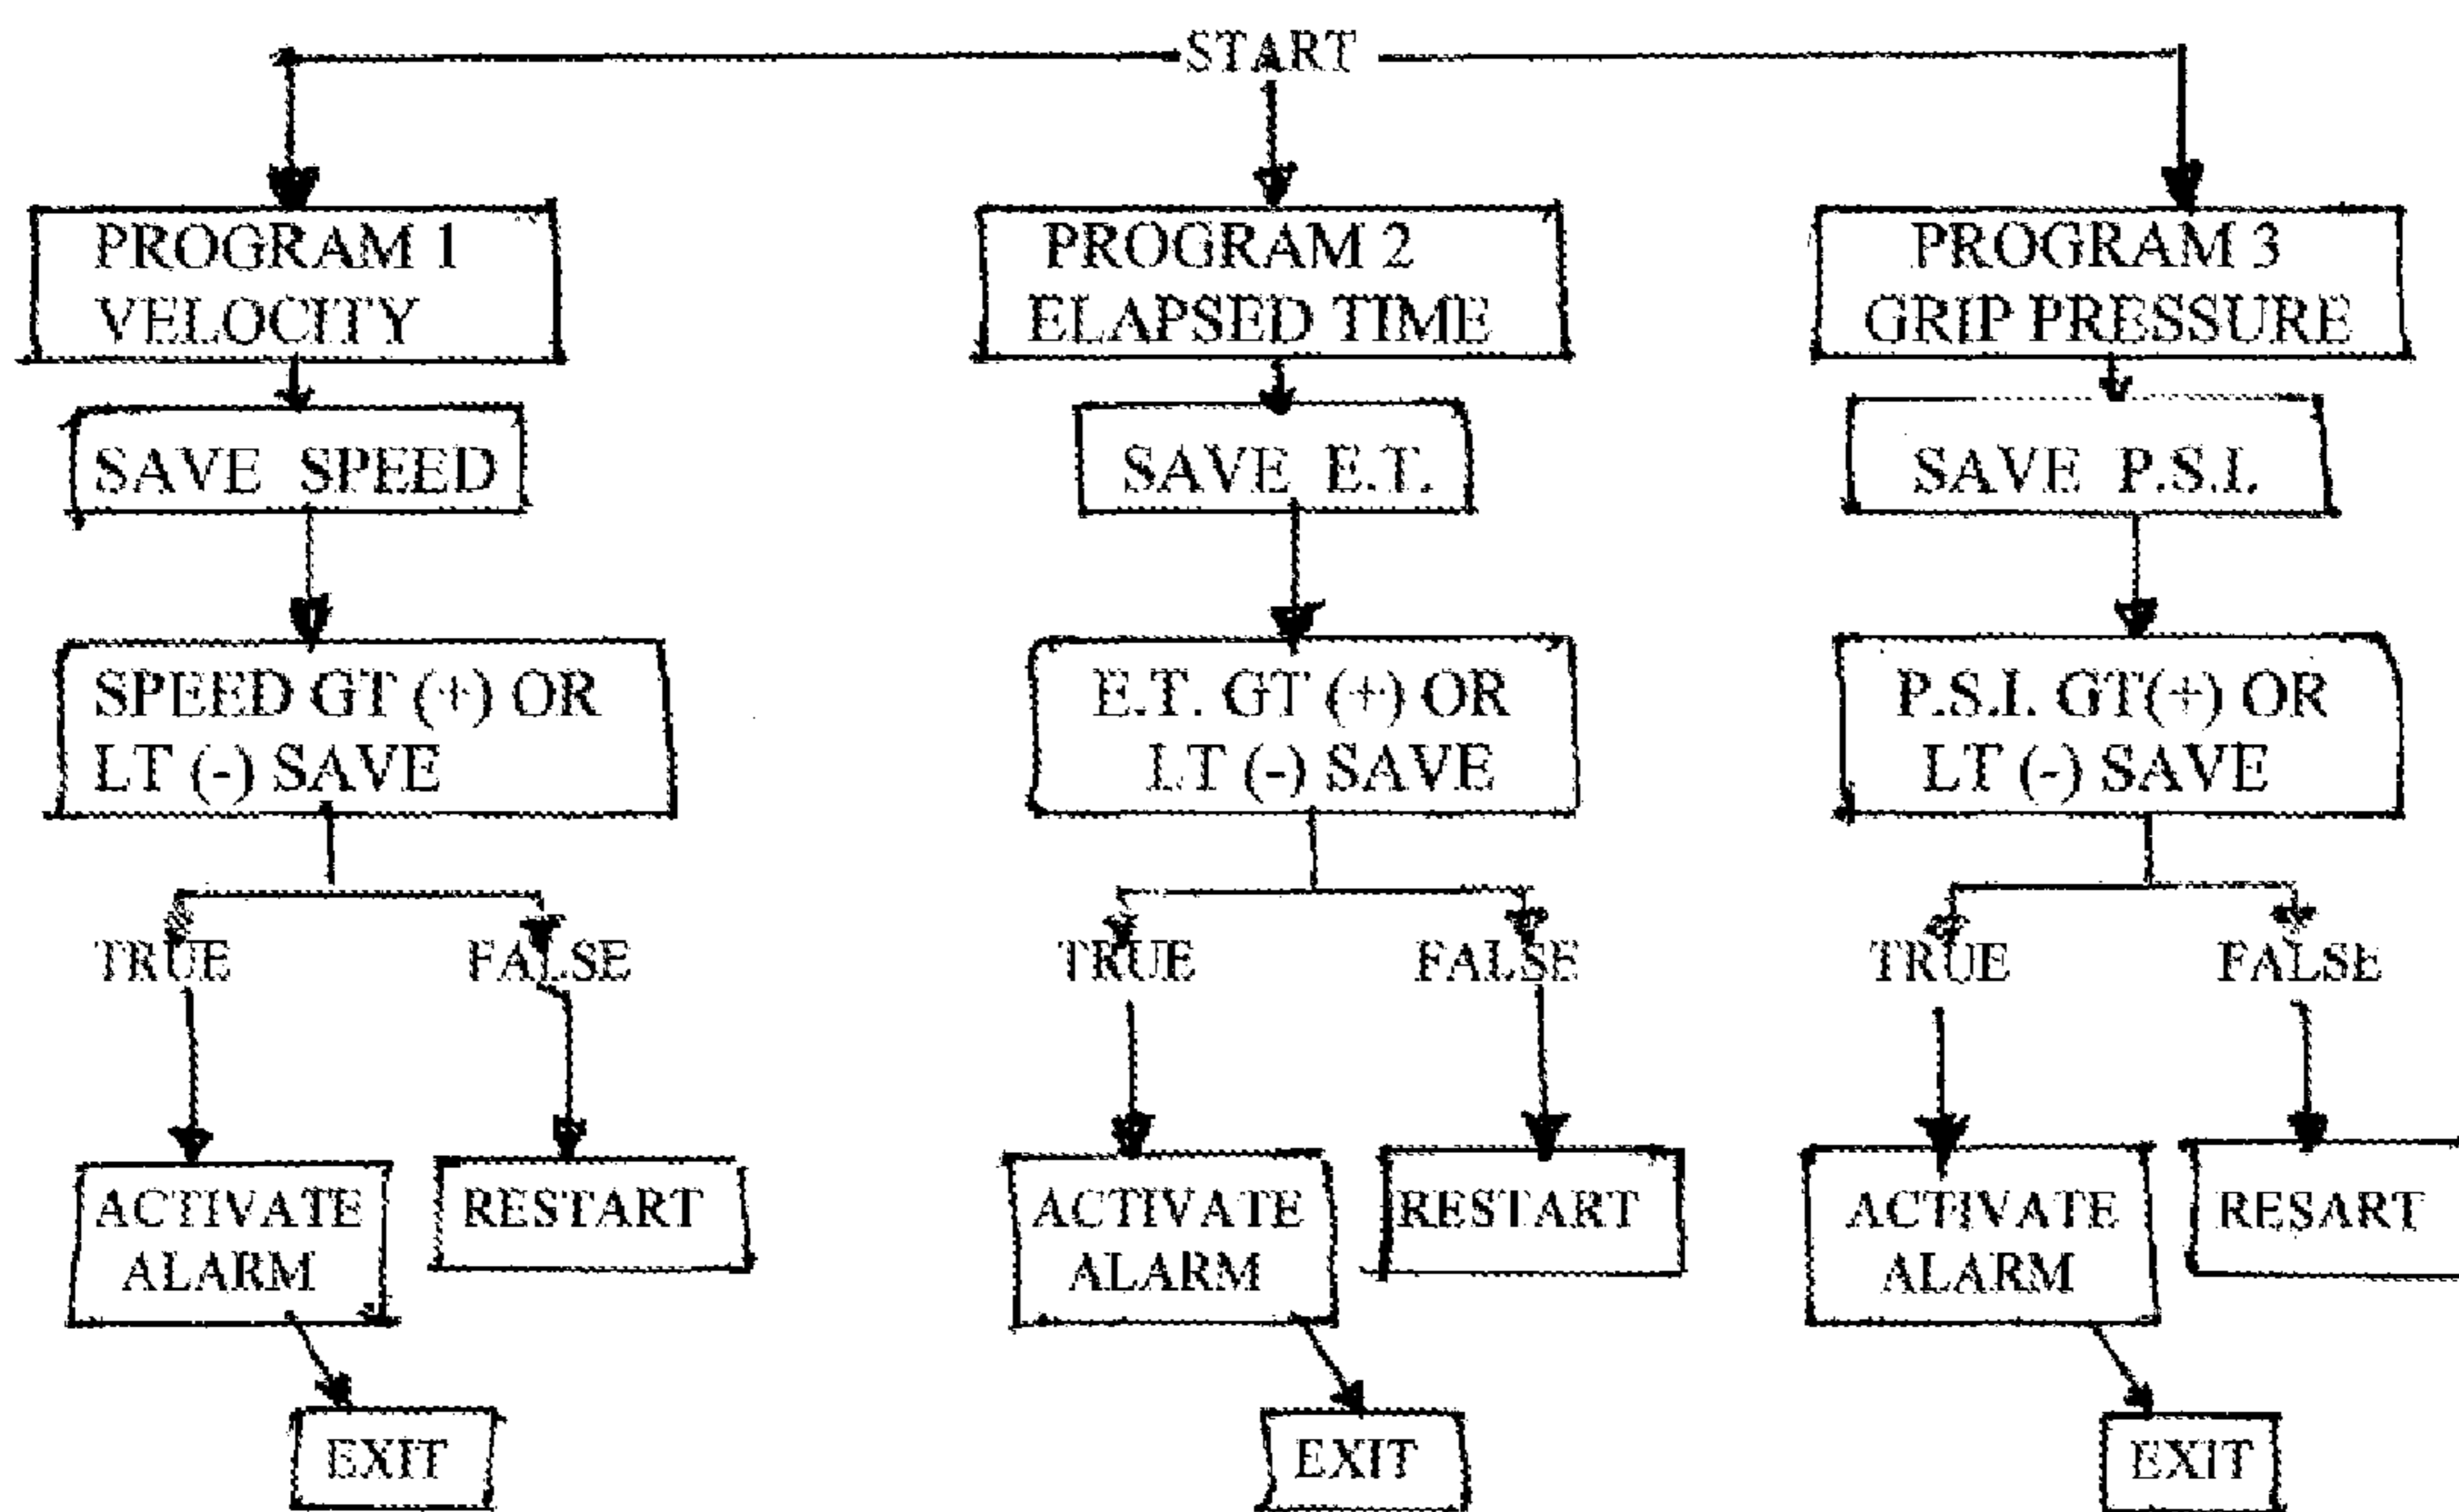 START
PROGRAM 1
VELOCITY
PROGRAM 2
ELAPSED TIME
PROGRAM 3
GRIP PRESSURE
SAVE SPEED
SAVE E.T.
SAVE P.S.I.
SPEED GT (+) OR
LT (-) SAVE
E.T. GT (+) OR
LT (-) SAVE
P.S.I. GT(+) OR
LT (-) SAVE
TRUE
FALSE
TRUE
FALSE
TRUE
FALSE
ACTIVATE
ALARM
RESTART
ACTIVATE
ALARM
RESTART
ACTIVATE
ALARM
RESART
EXIT
EXIT
EXIT